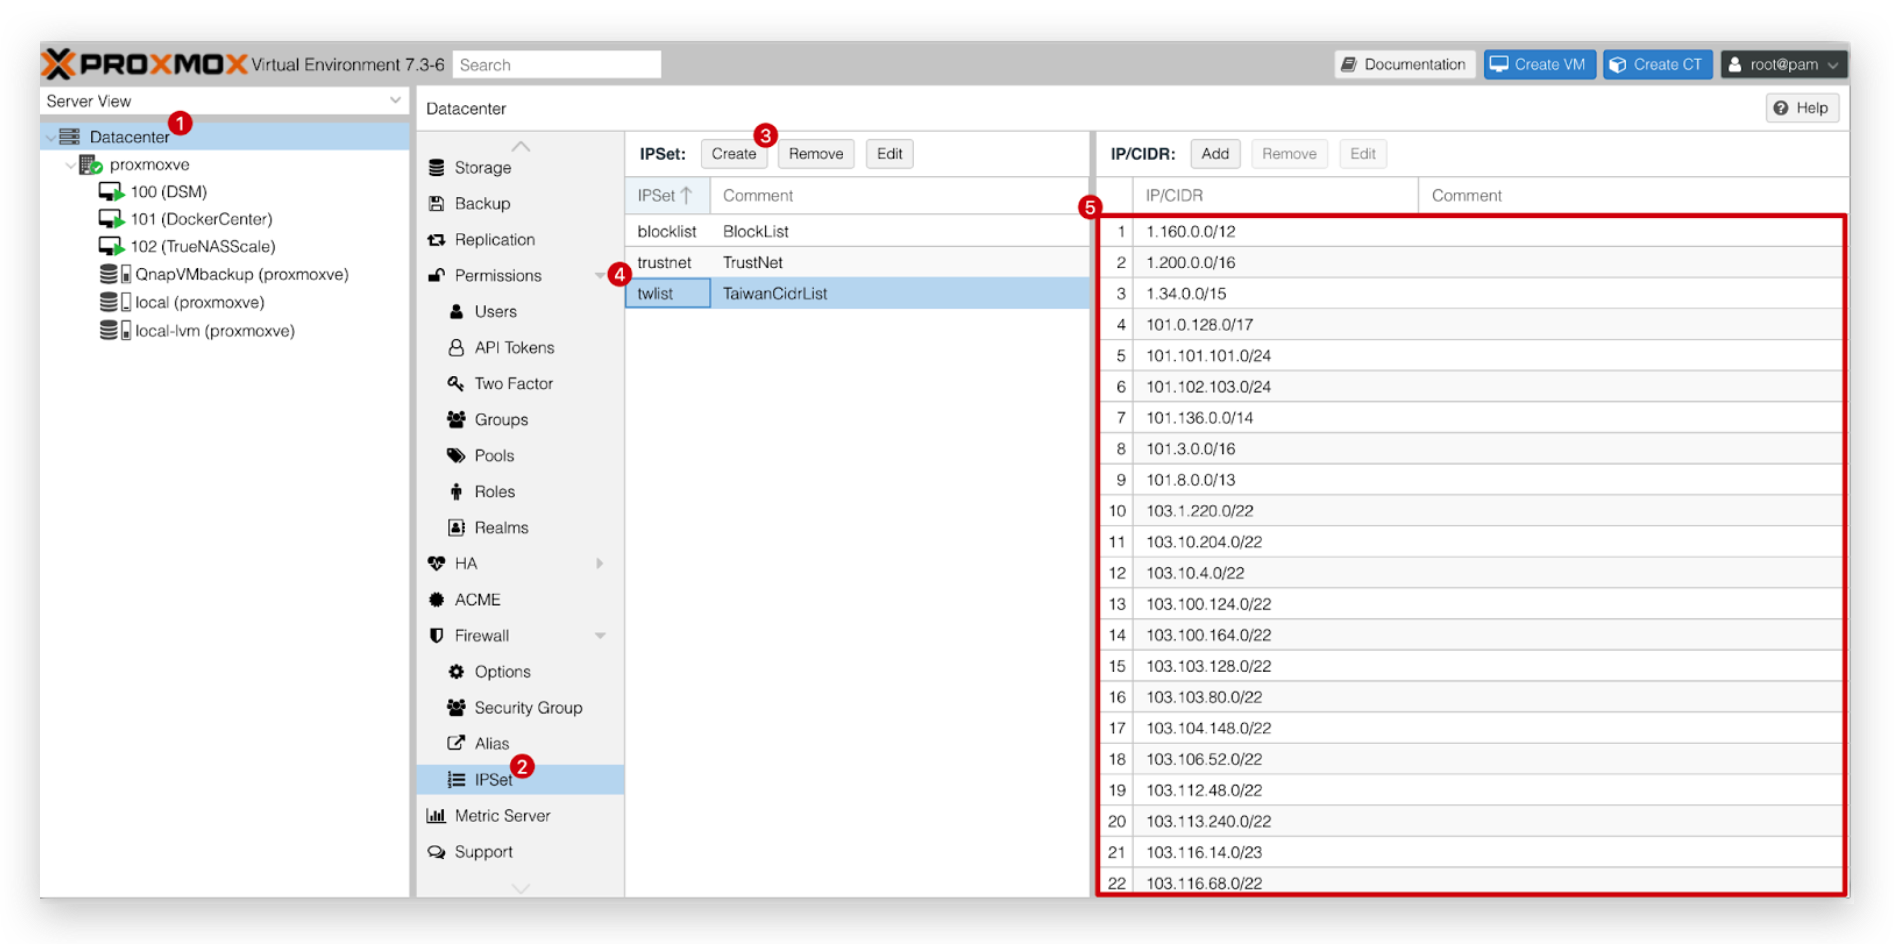 PROXMOX Virtual Environment 7.3-6 Search Documentation Create VM Create CT root@pam
Server View
Datacenter
Help
1
Datacenter
proxmoxve
100 (DSM)
101 (DockerCenter)
102 (TrueNASScale)
QnapVMbackup (proxmoxve)
local (proxmoxve)
local-lvm (proxmoxve)
Storage
Backup
Replication
Permissions
Users
API Tokens
Two Factor
Groups
Pools
Roles
Realms
HA
ACME
Firewall
Options
Security Group
Alias
IPSet 2
Metric Server
Support
3
IPSet: Create Remove Edit
IPSet Comment
blocklist BlockList
trustnet TrustNet
4
twlist TaiwanCidrList
IP/CIDR: Add Remove Edit
IP/CIDR Comment
5
1 1.160.0.0/12
2 1.200.0.0/16
3 1.34.0.0/15
4 101.0.128.0/17
5 101.101.101.0/24
6 101.102.103.0/24
7 101.136.0.0/14
8 101.3.0.0/16
9 101.8.0.0/13
10 103.1.220.0/22
11 103.10.204.0/22
12 103.10.4.0/22
13 103.100.124.0/22
14 103.100.164.0/22
15 103.103.128.0/22
16 103.103.80.0/22
17 103.104.148.0/22
18 103.106.52.0/22
19 103.112.48.0/22
20 103.113.240.0/22
21 103.116.14.0/23
22 103.116.68.0/22